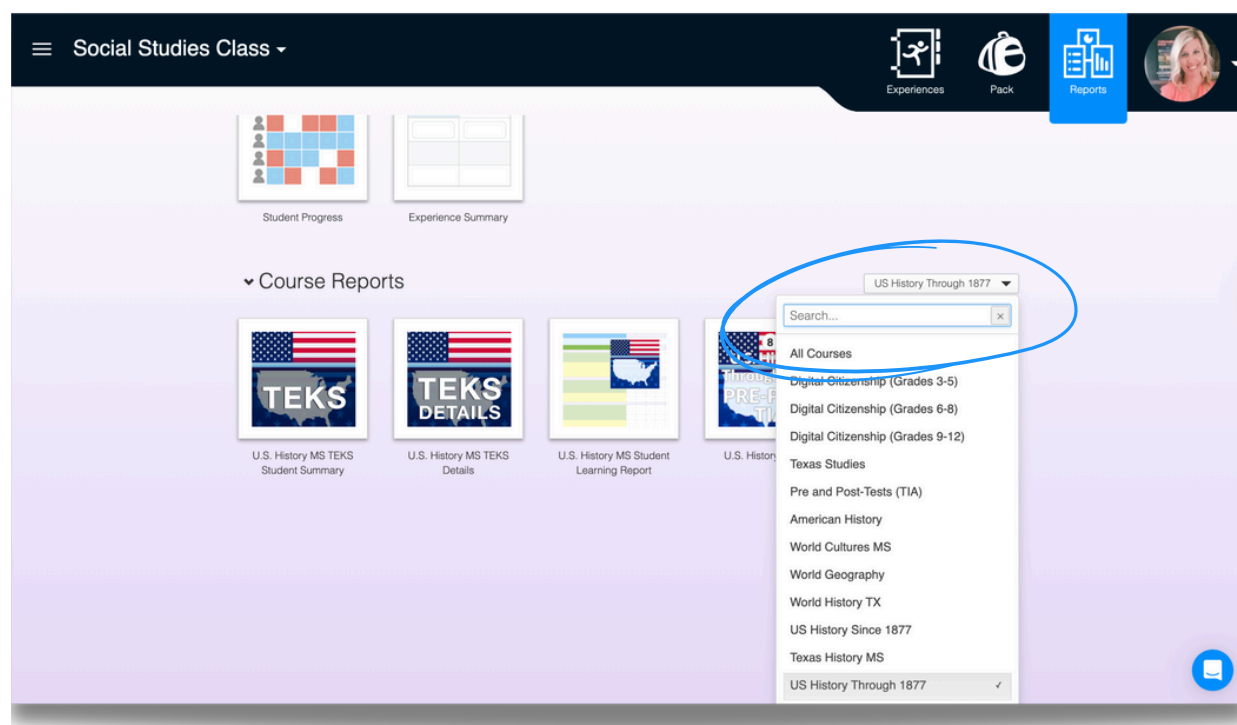 Social Studies Class
Experiences
Pack
Reports
Student Progress
Experience Summary
Course Reports
US History Through 1877
Search...
All Courses
Digital Citizenship (Grades 3-5)
Digital Citizenship (Grades 6-8)
Digital Citizenship (Grades 9-12)
Texas Studies
Pre and Post-Tests (TIA)
American History
World Cultures MS
World Geography
World History TX
US History Since 1877
Texas History MS
US History Through 1877
TEKS
U.S. History MS TEKS
Student Summary
TEKS
DETAILS
U.S. History MS TEKS
Details
U.S. History MS Student
Learning Report
8
U.S. History